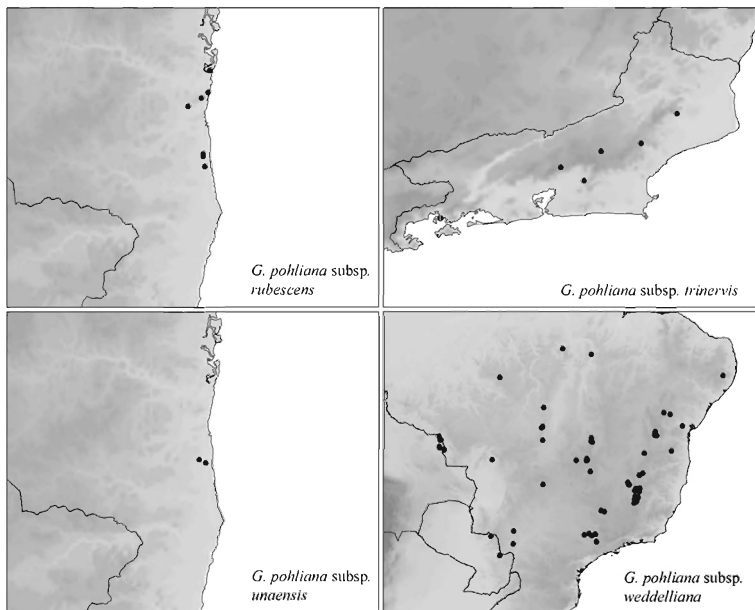 G. pohliana subsp.
rubescens
G. pohliana subsp. trinervis
G. pohliana subsp.
unaensis
G. pohliana subsp.
weddelliana